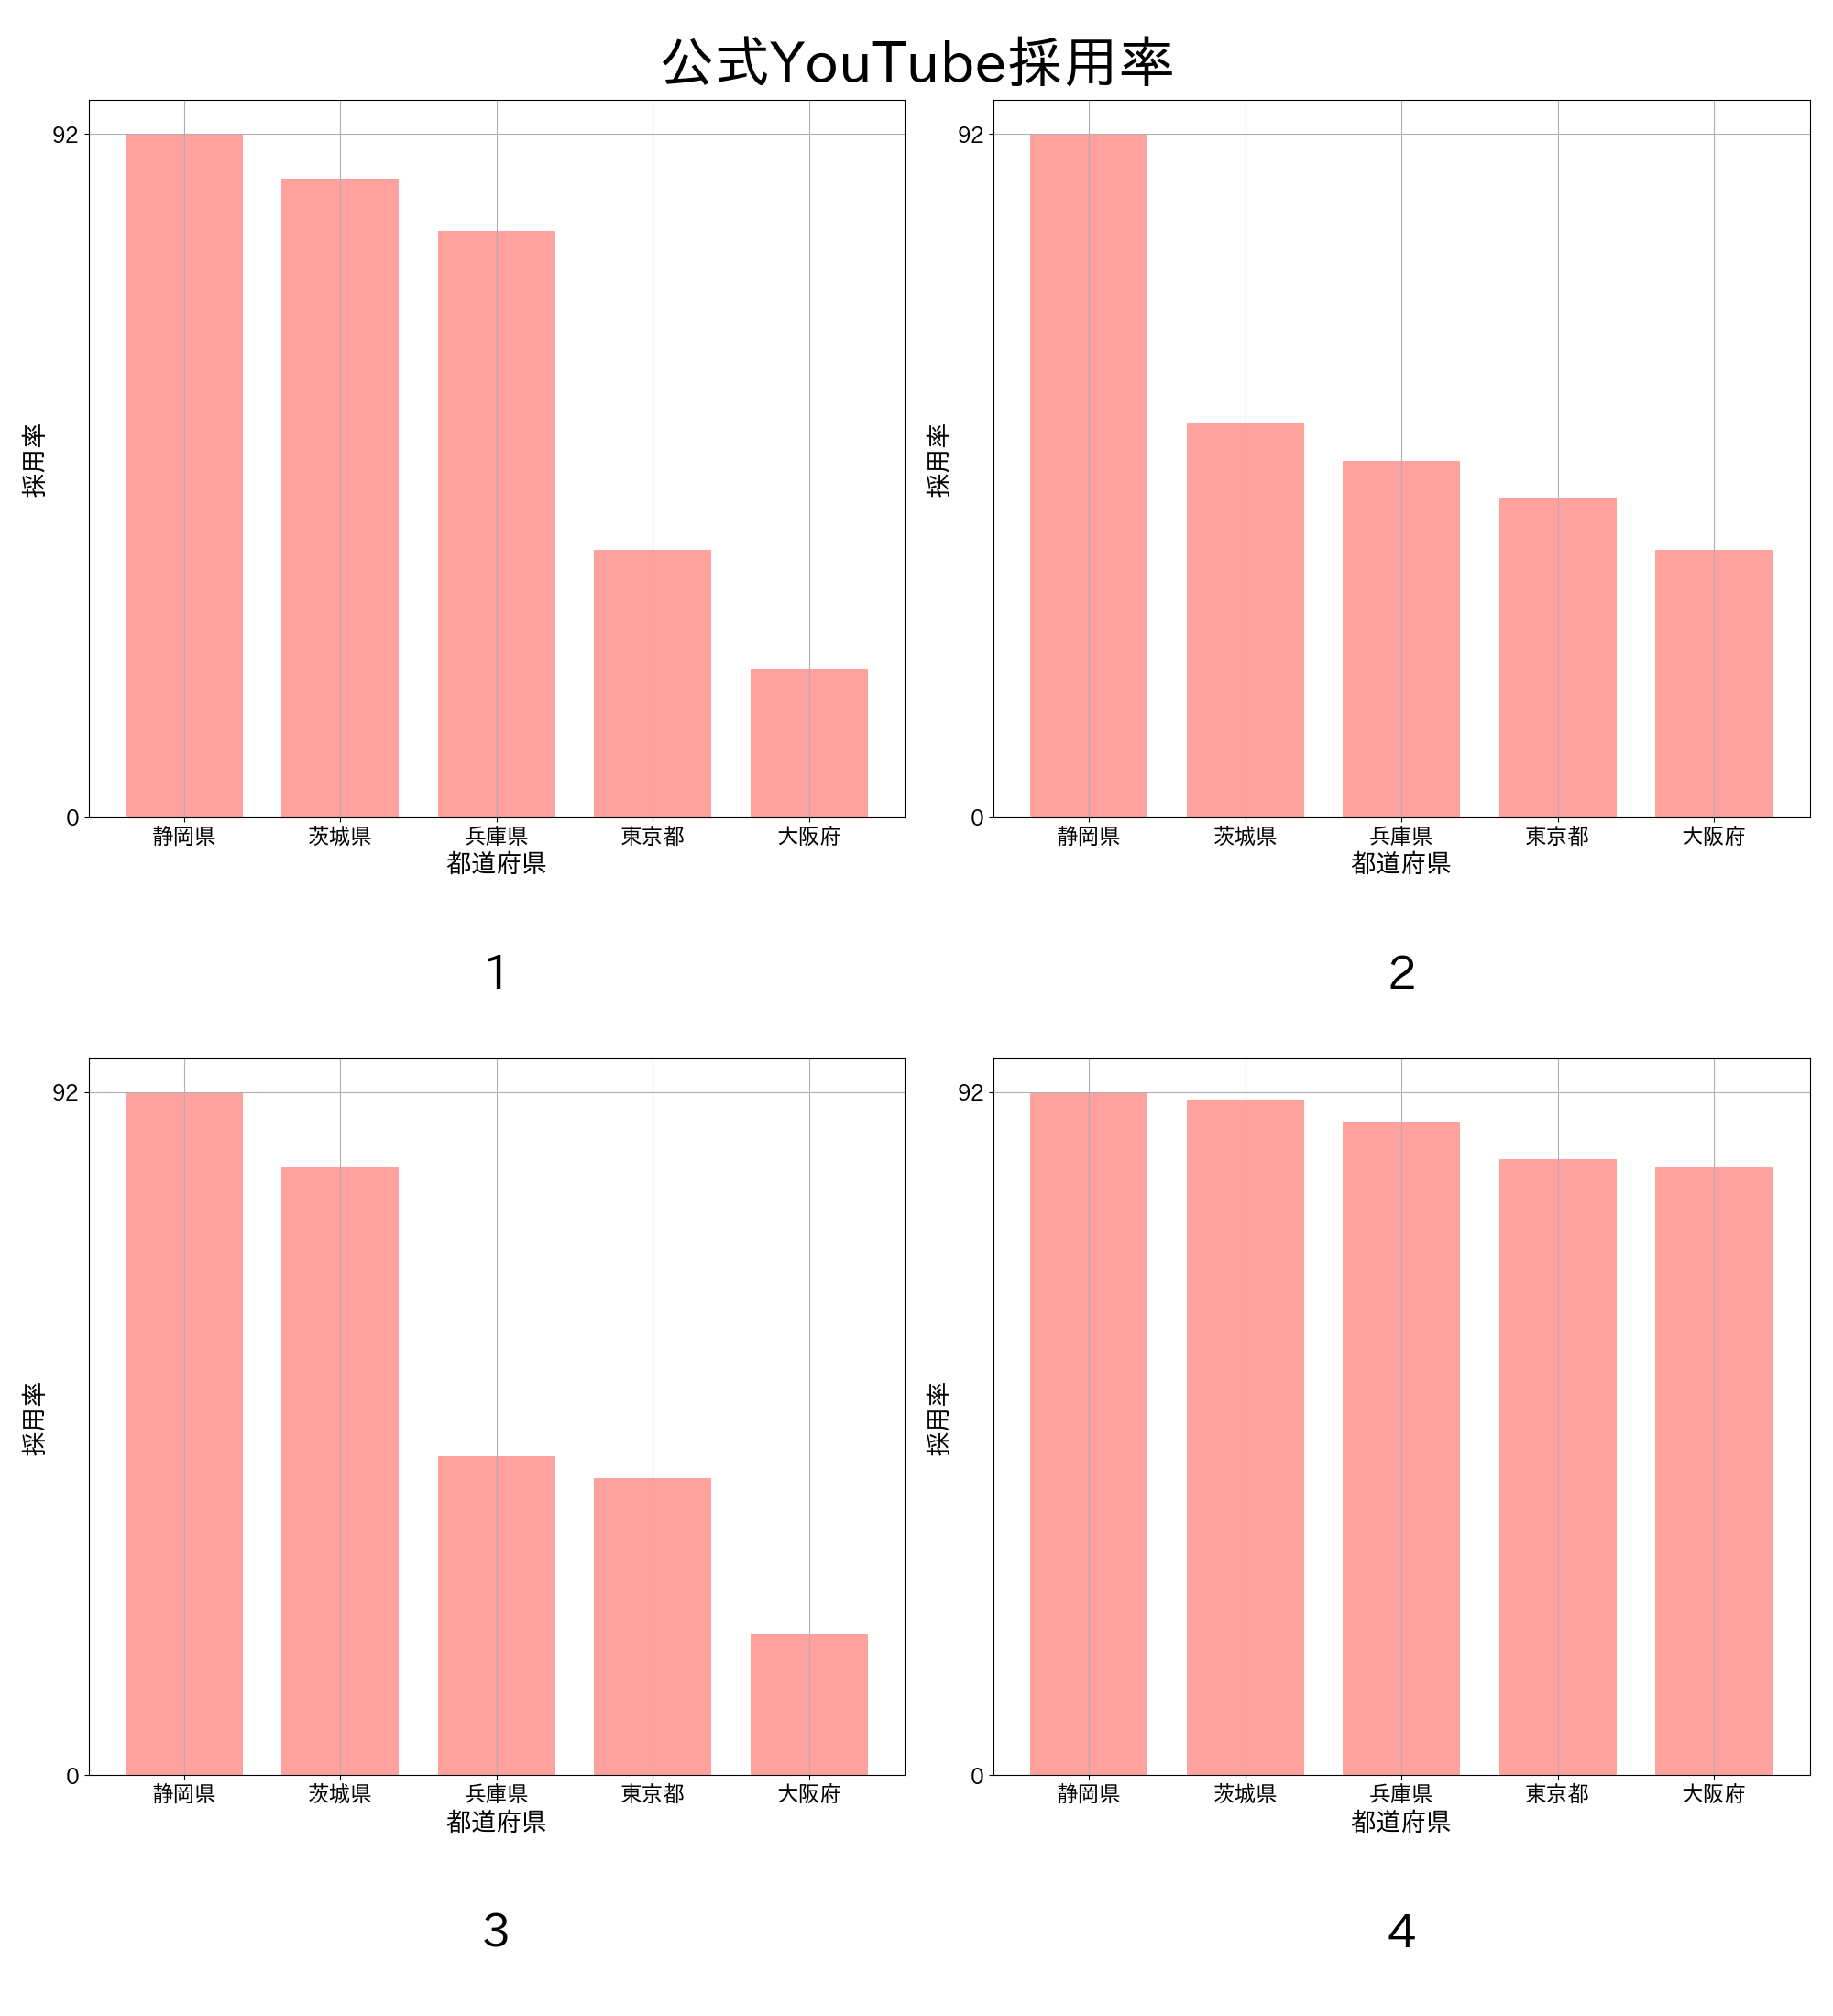 公式YouTube採用率
92
0
採用率
静岡県 茨城県 兵庫県 東京都 大阪府
都道府県
1
92
0
採用率
静岡県 茨城県 兵庫県 東京都 大阪府
都道府県
2
92
0
採用率
静岡県 茨城県 兵庫県 東京都 大阪府
都道府県
3
92
0
採用率
静岡県 茨城県 兵庫県 東京都 大阪府
都道府県
4